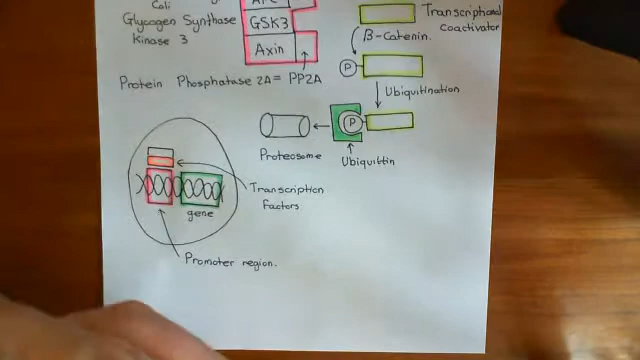 Coli
Glycogen Synthase
Kinase 3
APC
GSK3
Axin
Protein Phosphatase 2A = PP2A
Transcriptional
coactivator
β-Catenin.
P
Ubiquitination
P
Proteosome
Ubiquitin
Transcription
Factors
gene
Promoter region.